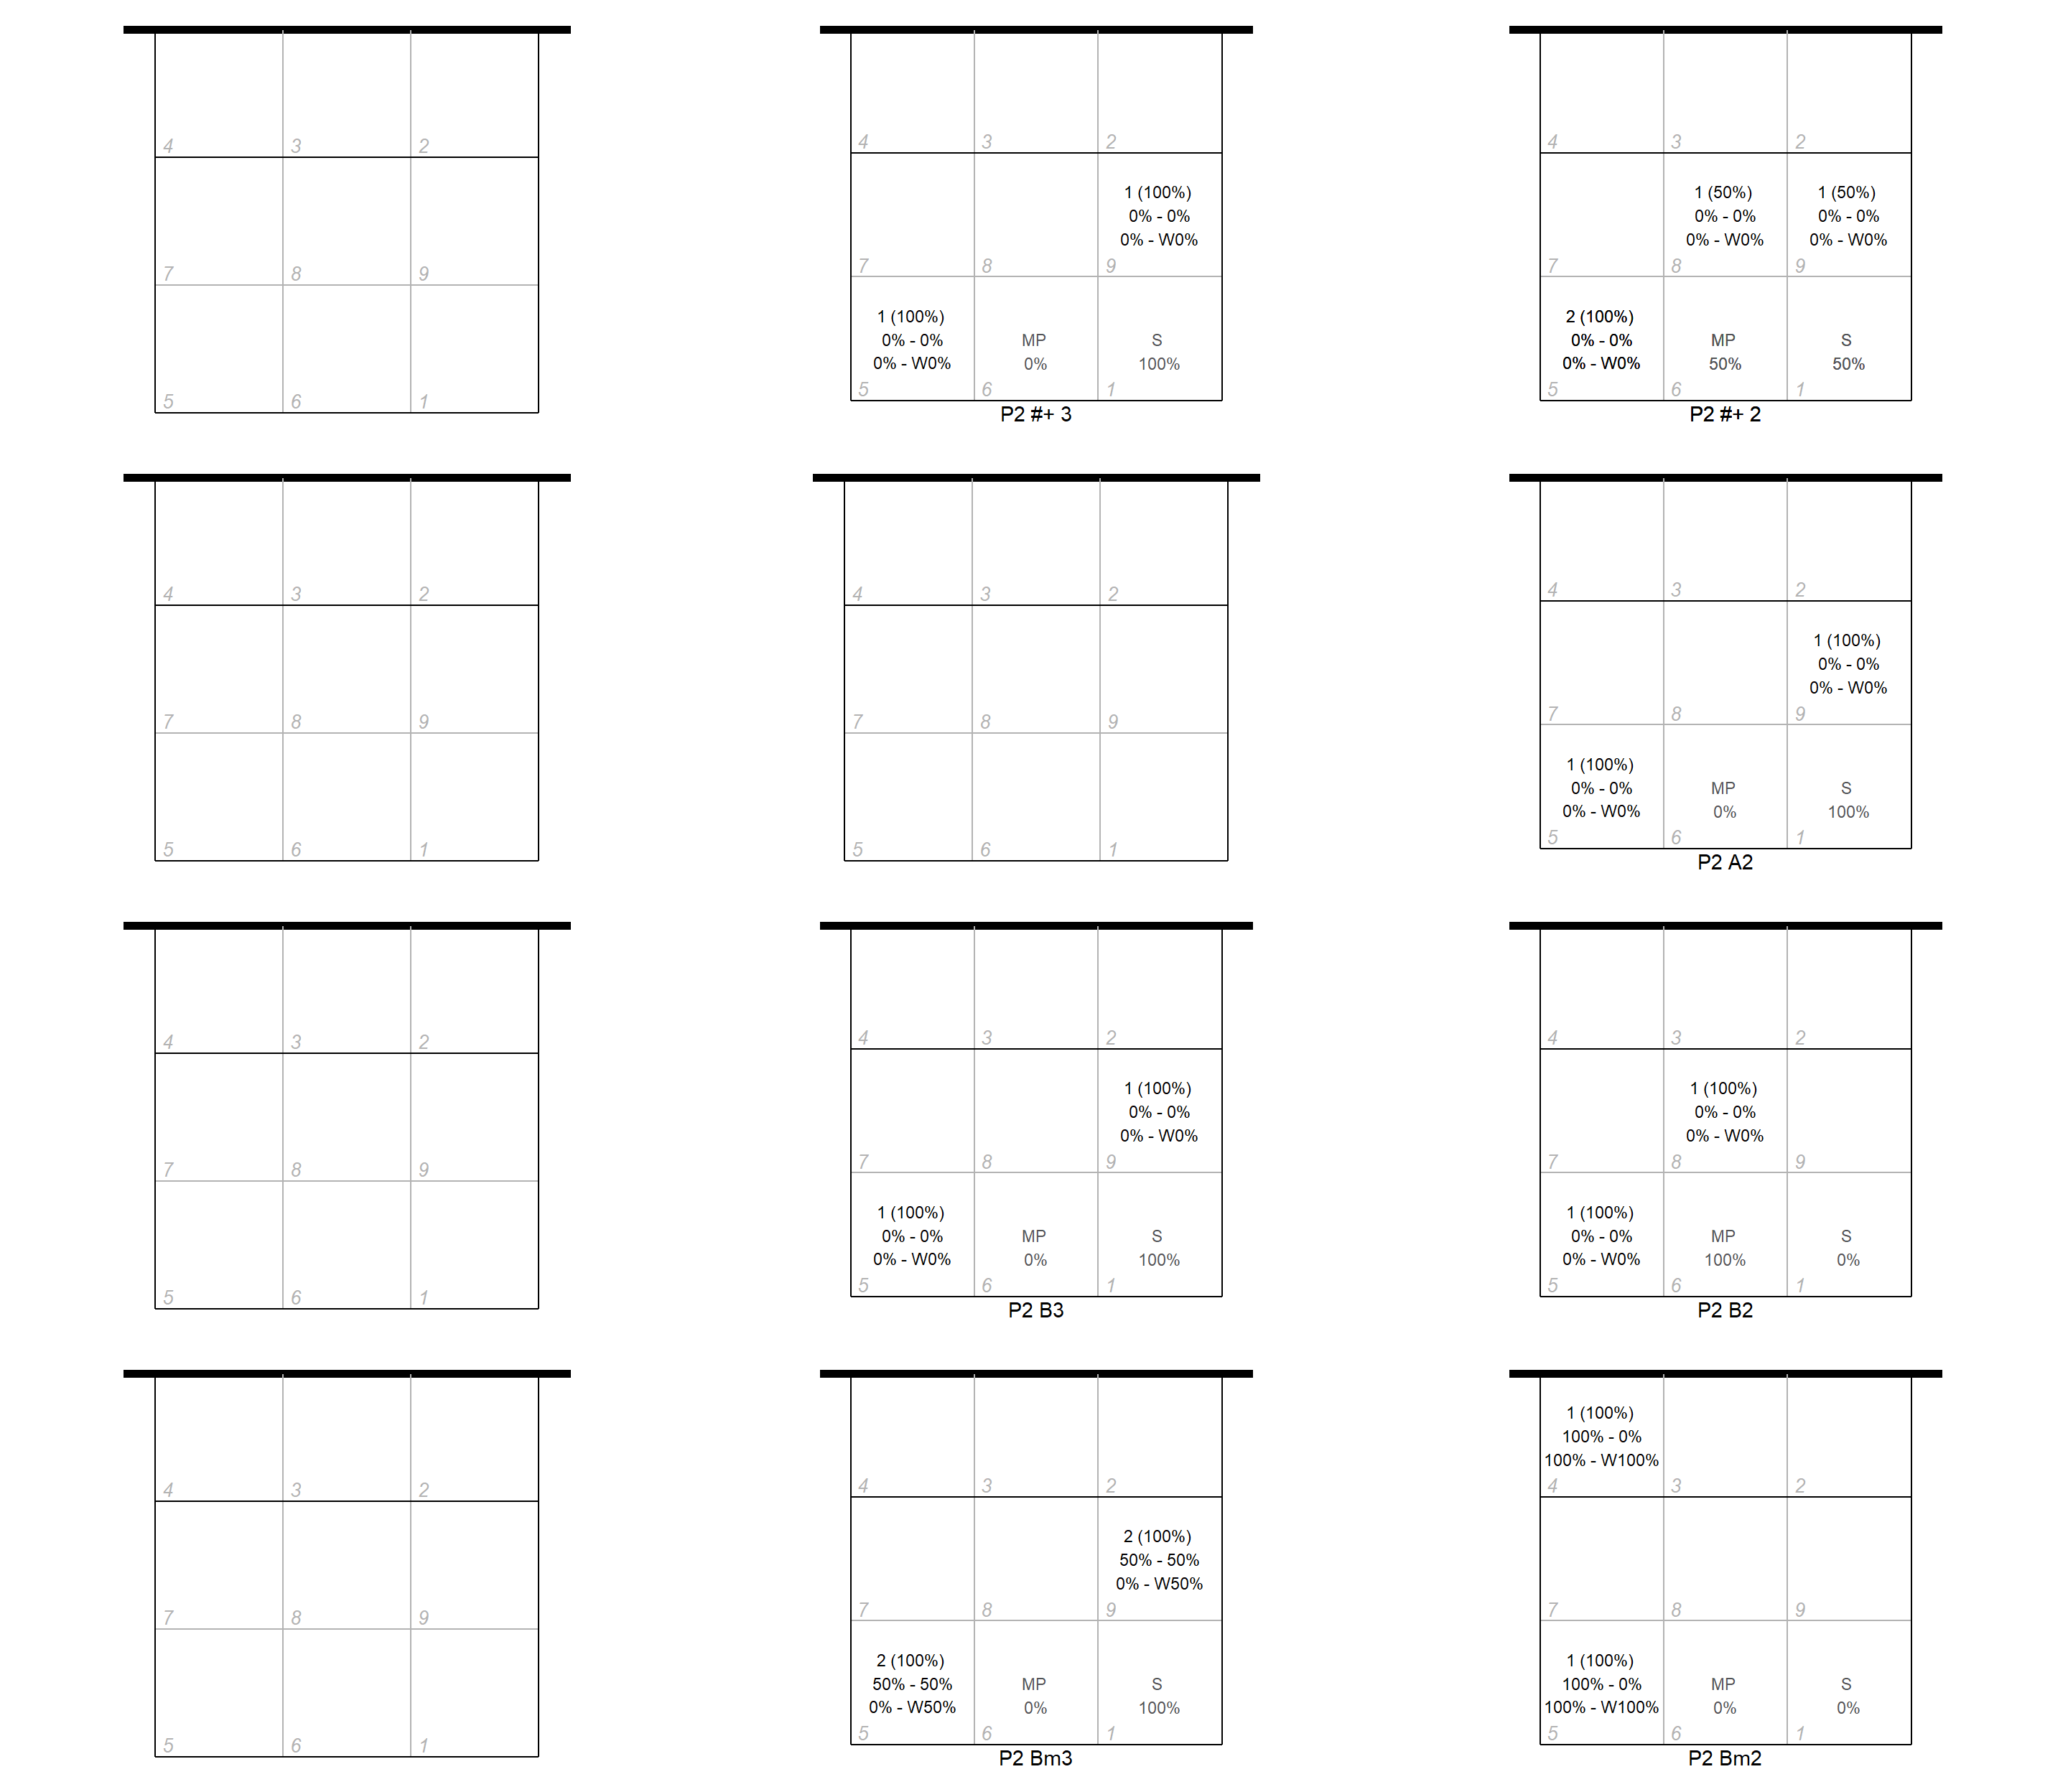 4 3 2
7 8 9
5 6 1
4 3 2
1 (100%)
0% - 0%
0% - W0%
7 8 9
1 (100%)
0% - 0%
0% - W0%
MP
0%
S
100%
5 6 1
P2 #+ 3
4 3 2
1 (50%)
0% - 0%
0% - W0%
1 (50%)
0% - 0%
0% - W0%
7 8 9
2 (100%)
0% - 0%
0% - W0%
MP
50%
S
50%
5 6 1
P2 #+ 2
4 3 2
7 8 9
5 6 1
4 3 2
7 8 9
5 6 1
4 3 2
1 (100%)
0% - 0%
0% - W0%
7 8 9
1 (100%)
0% - 0%
0% - W0%
MP
0%
S
100%
5 6 1
P2 A2
4 3 2
7 8 9
5 6 1
4 3 2
1 (100%)
0% - 0%
0% - W0%
7 8 9
1 (100%)
0% - 0%
0% - W0%
MP
0%
S
100%
5 6 1
P2 B3
4 3 2
1 (100%)
0% - 0%
0% - W0%
7 8 9
1 (100%)
0% - 0%
0% - W0%
MP
100%
S
0%
5 6 1
P2 B2
4 3 2
7 8 9
5 6 1
4 3 2
2 (100%)
50% - 50%
0% - W50%
7 8 9
2 (100%)
50% - 50%
0% - W50%
MP
0%
S
100%
5 6 1
P2 Bm3
1 (100%)
100% - 0%
100% - W100%
4 3 2
7 8 9
1 (100%)
100% - 0%
100% - W100%
MP
0%
S
0%
5 6 1
P2 Bm2